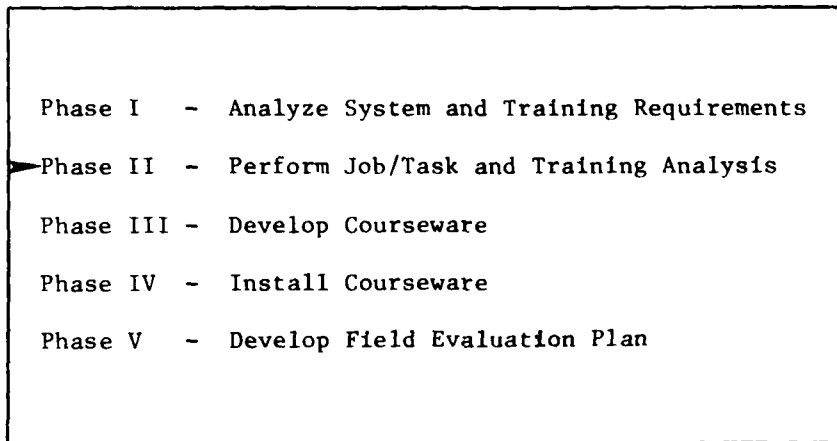 Phase I - Analyze System and Training Requirements
Phase II - Perform Job/Task and Training Analysis
Phase III - Develop Courseware
Phase IV - Install Courseware
Phase V - Develop Field Evaluation Plan